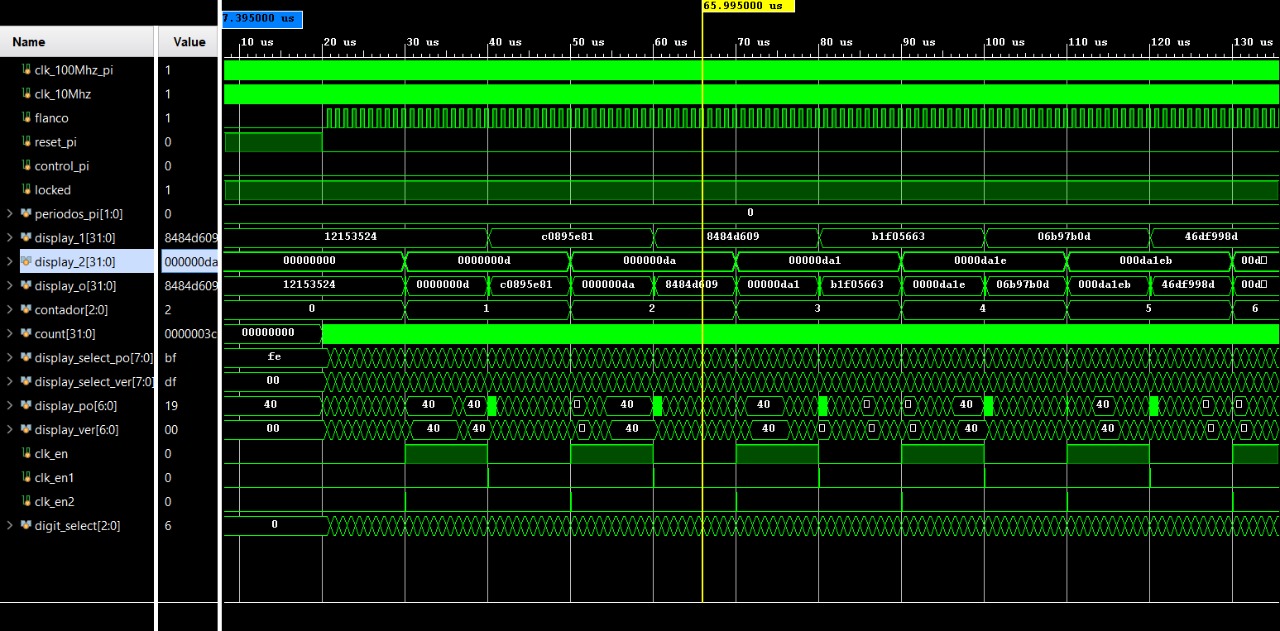 65.995000 us
7.395000 us
Name Value 10 us 20 us 30 us 40 us 50 us 60 us 70 us 80 us 90 us 100 us 110 us 120 us 130 us
clk_100Mhz_pi 1
clk_10Mhz 1
flanco 1
reset_pi 0
control_pi 0
locked 1
periodos_pi[1:0] 0 0
display_1[31:0] 8484d609 12153524 c0895e81 8484d609 b1f05663 06b97b0d 46df998d
display_2[31:0] 000000da 00000000 0000000d 000000da 00000da1 0000da1e 000da1eb 00d
display_o[31:0] 8484d609 12153524 0000000d c0895e81 000000da 8484d609 00000da1 b1f05663 0000da1e 06b97b0d 000da1eb 46df998d 00d
contador[2:0] 2 0 1 2 3 4 5 6
count[31:0] 0000003c 00000000
display_select_po[7:0] bf fe
display_select_ver[7:0] df 00
display_po[6:0] 19 40 40 40 40 40 40 40
display_ver[6:0] 00 00 40 40 40 40 40 40
clk_en 0
clk_en1 0
clk_en2 0
digit_select[2:0] 6 0